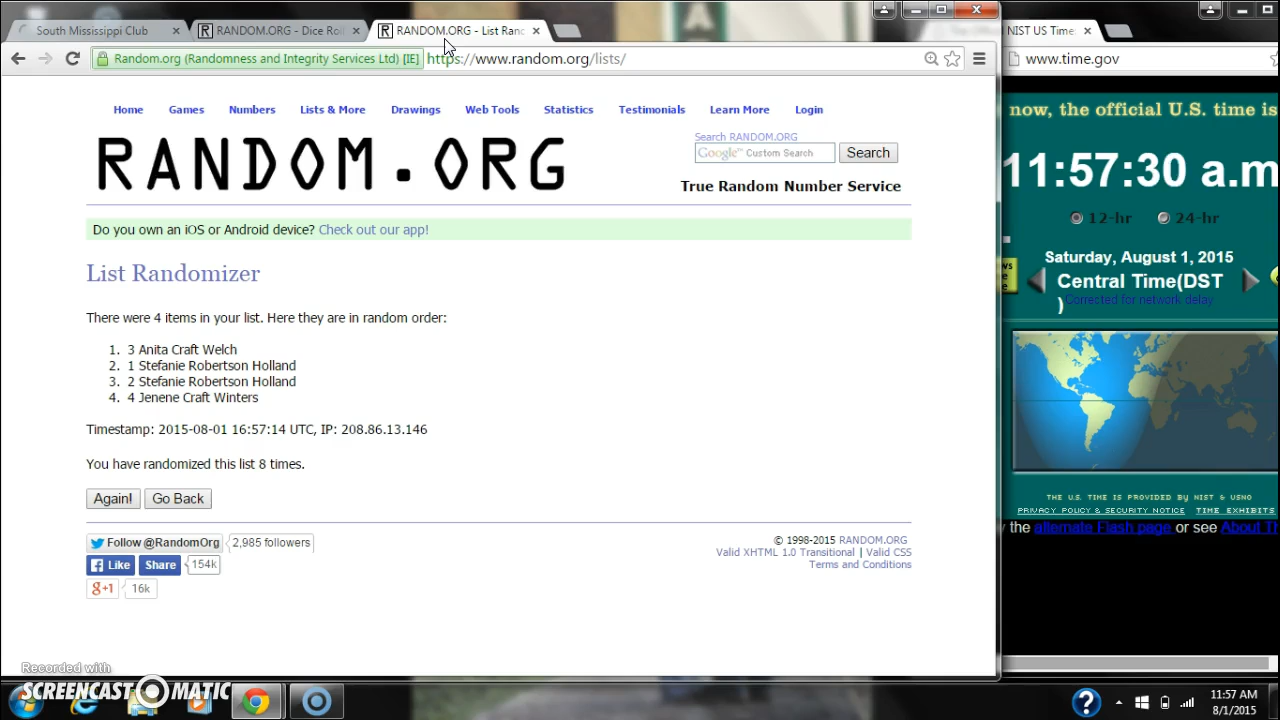 South Mississippi Club
RANDOM.ORG - Dice Roll
RANDOM.ORG - List Ranc
NIST US Time
Random.org (Randomness and Integrity Services Ltd) [IE]
https://www.random.org/lists/
www.time.gov
Home Games Numbers Lists & More Drawings Web Tools Statistics Testimonials Learn More Login
RANDOM.ORG
Search RANDOM.ORG
Google™ Custom Search
Search
True Random Number Service
Do you own an iOS or Android device? Check out our app!
List Randomizer
There were 4 items in your list. Here they are in random order:
1. 3 Anita Craft Welch
2. 1 Stefanie Robertson Holland
3. 2 Stefanie Robertson Holland
4. 4 Jenene Craft Winters
Timestamp: 2015-08-01 16:57:14 UTC, IP: 208.86.13.146
You have randomized this list 8 times.
Again! Go Back
Follow @RandomOrg 2,985 followers
Like Share 154k
g+1 16k
© 1998-2015 RANDOM.ORG
Valid XHTML 1.0 Transitional | Valid CSS
Terms and Conditions
now, the official U.S. time is
11:57:30 a.m
12-hr 24-hr
Saturday, August 1, 2015
Central Time(DST
)
Corrected for network delay
THE U.S. TIME IS PROVIDED BY NIST & USNO
PRIVACY POLICY & SECURITY NOTICE TIME EXHIBITS
the alternate Flash page or see About Th
Recorded with
SCREENCAST MATIC
11:57 AM
8/1/2015